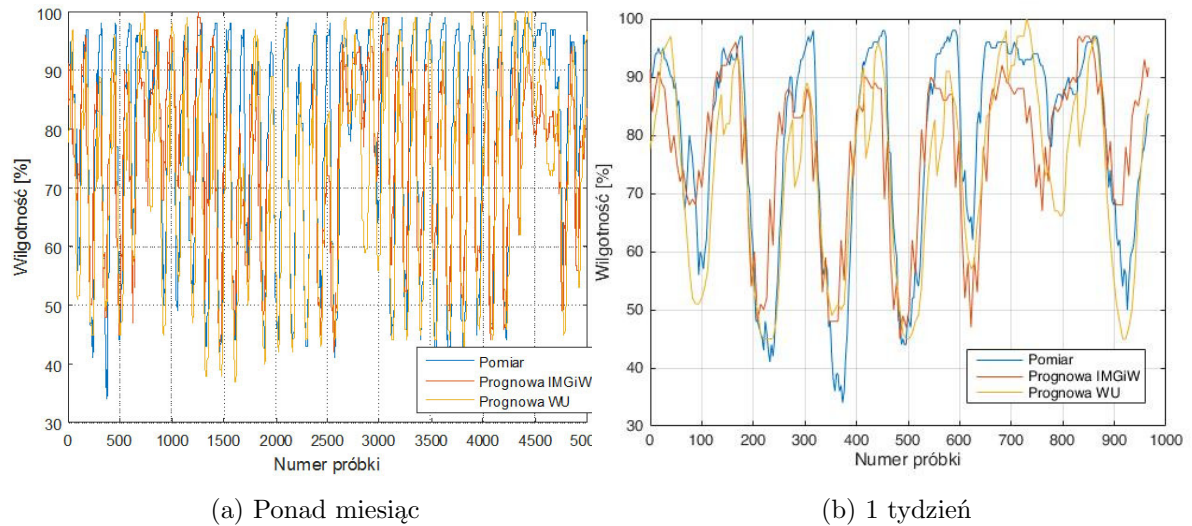 100
90
80
70
60
50
40
30
Wilgotność [%]
0 500 1000 1500 2000 2500 3000 3500 4000 4500 500
Numer próbki
Pomiar
Prognowa IMGiW
Prognowa WU
(a) Ponad miesiąc
100
90
80
70
60
50
40
30
Wilgotność [%]
0 100 200 300 400 500 600 700 800 900 1000
Numer próbki
Pomiar
Prognowa IMGiW
Prognowa WU
(b) 1 tydzień